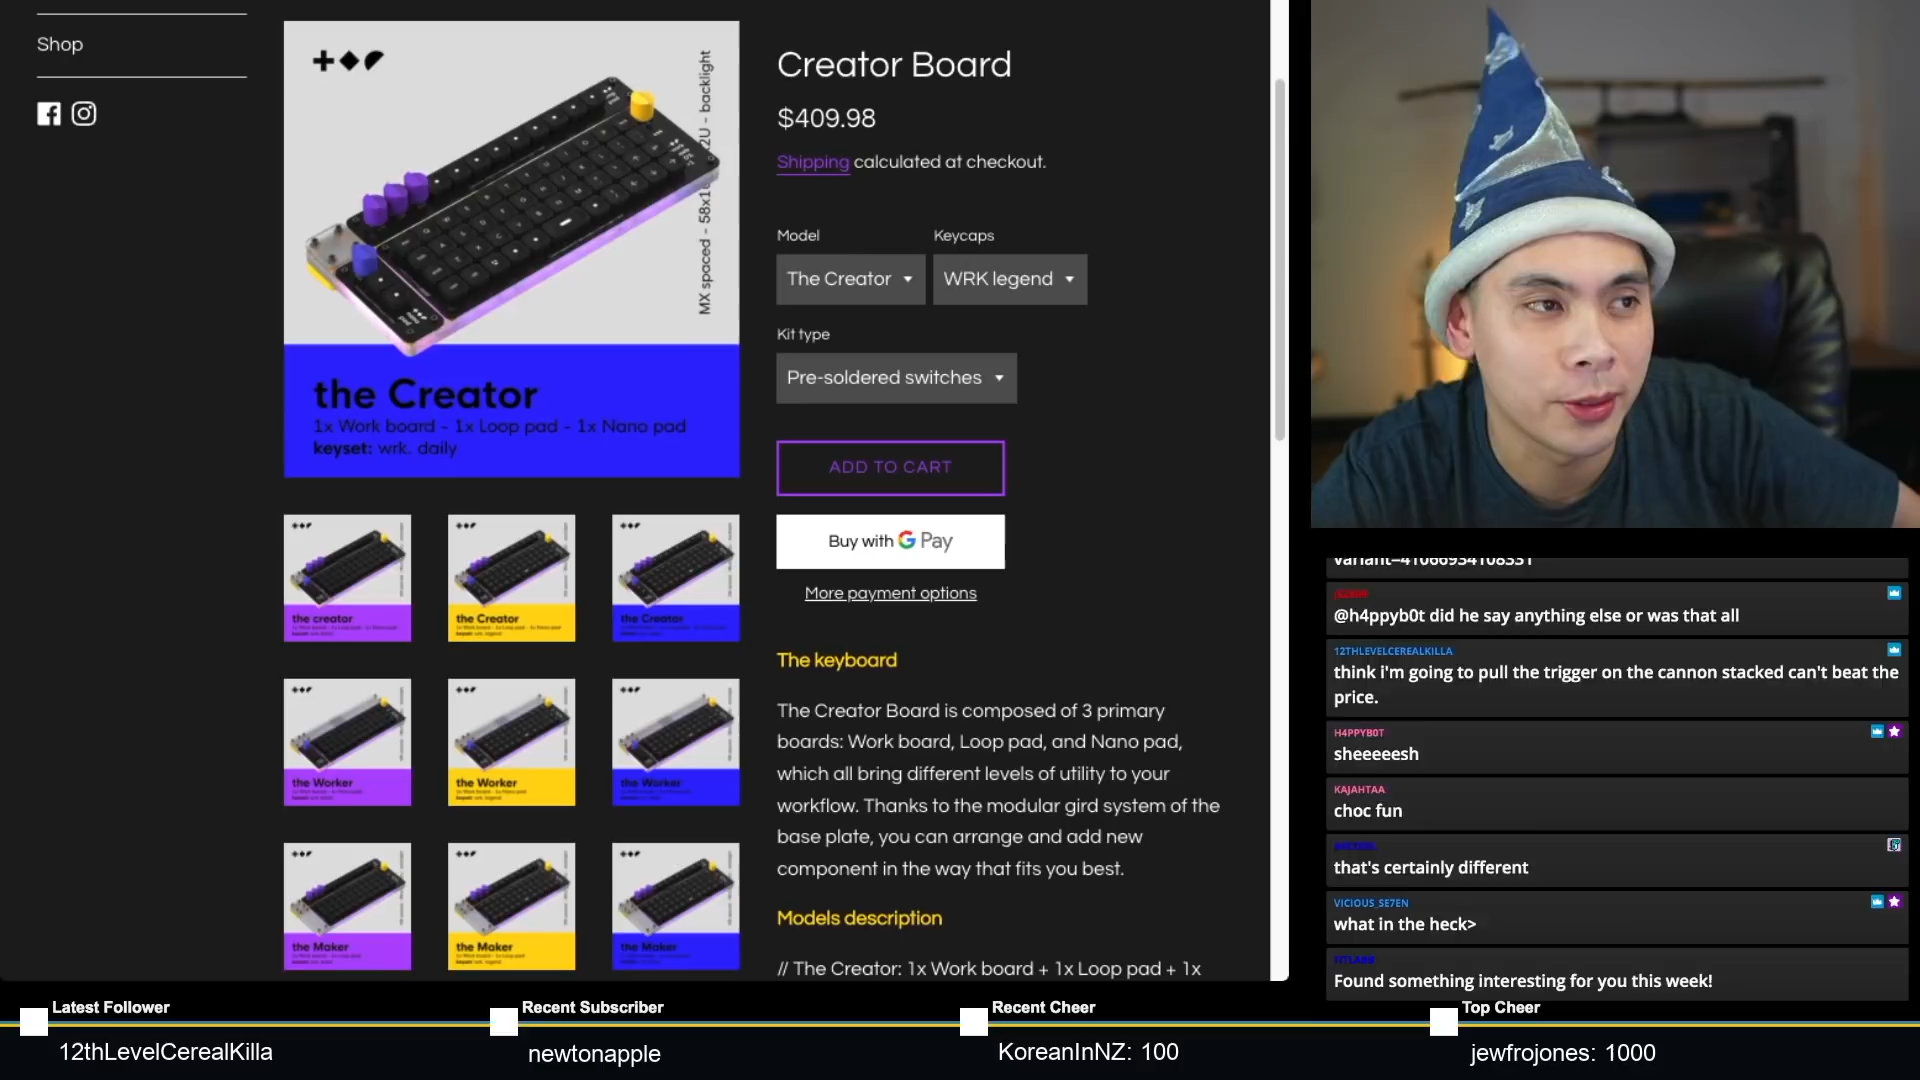 Shop
MX spaced - 58x1
2U - backlight
the Creator
1x Work board - 1x Loop pad - 1x Nano pad
keyset: wrk. daily
the creator
the Creator
the Creator
the Worker
the Worker
the Worker
the Maker
the Maker
the Maker
Creator Board
$409.98
Shipping calculated at checkout.
Model
Keycaps
The Creator
WRK legend
Kit type
Pre-soldered switches
ADD TO CART
Buy with G Pay
More payment options
The keyboard
The Creator Board is composed of 3 primary
boards: Work board, Loop pad, and Nano pad,
which all bring different levels of utility to your
workflow. Thanks to the modular gird system of the
base plate, you can arrange and add new
component in the way that fits you best.
Models description
// The Creator: 1x Work board + 1x Loop pad + 1x
variant=41066934108331
@h4ppyb0t did he say anything else or was that all
12THLEVELCEREALKILLA
think i'm going to pull the trigger on the cannon stacked can't beat the
price.
H4PPYB0T
sheeeeesh
KAJAHTAA
choc fun
that's certainly different
VICIOUS_SE7EN
what in the heck>
Found something interesting for you this week!
Latest Follower
12thLevelCerealKilla
Recent Subscriber
newtonapple
Recent Cheer
KoreanInNZ: 100
Top Cheer
jewfrojones: 1000